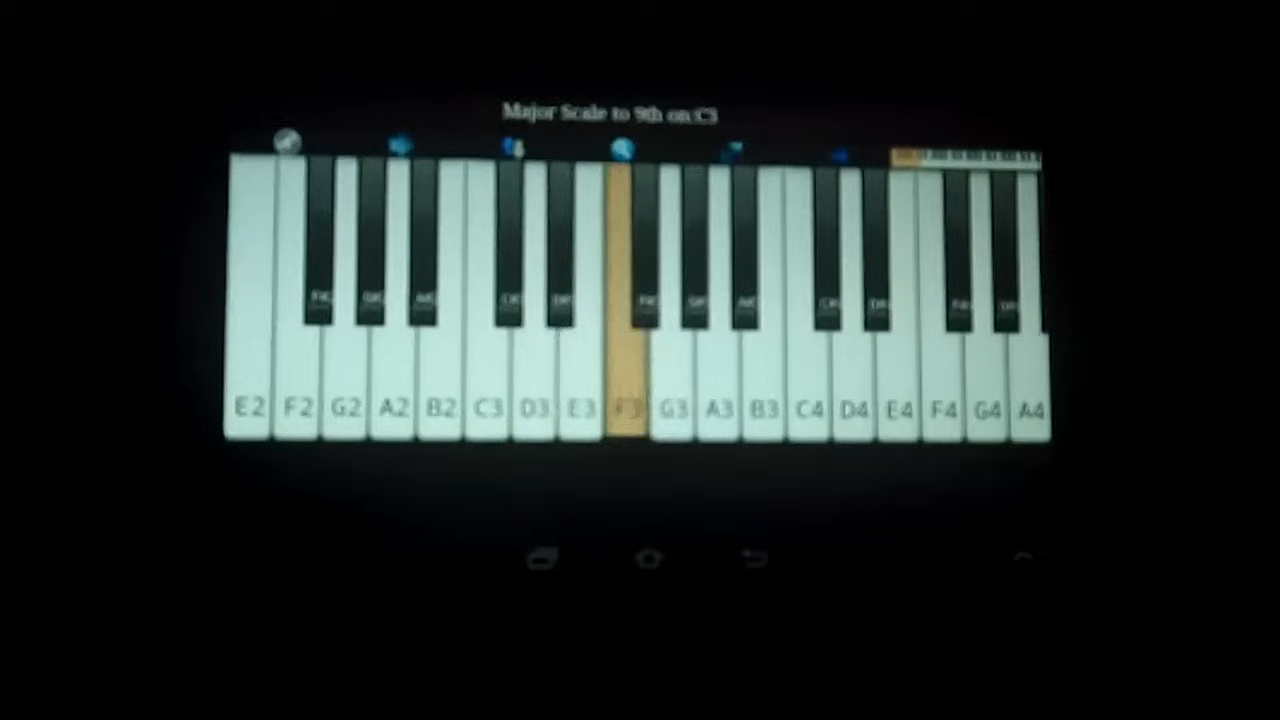 Major Scale to 9th on:C3
E2 F2 G2 A2 B2 C3 D3 E3 F3 G3 A3 B3 C4 D4 E4 F4 G4 A4